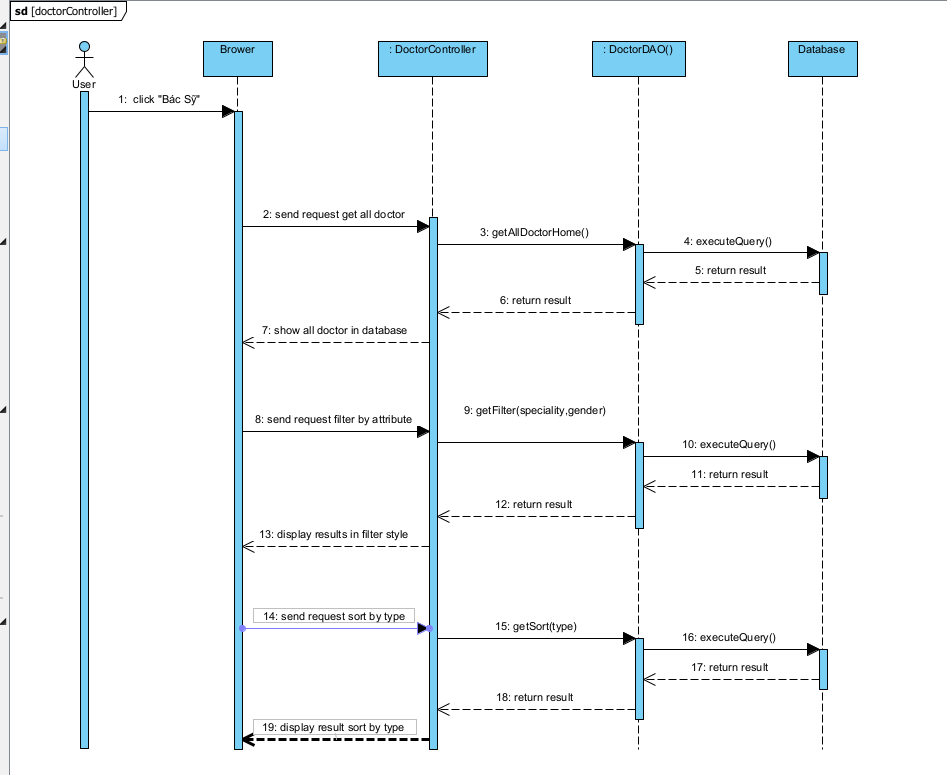 sd [doctorController]
User
Brower
: DoctorController
: DoctorDAO()
Database
1: click "Bác Sỹ"
2: send request get all doctor
3: getAllDoctorHome()
4: executeQuery()
5: return result
6: return result
7: show all doctor in database
8: send request filter by attribute
9: getFilter(speciality,gender)
10: executeQuery()
11: return result
12: return result
13: display results in filter style
14: send request sort by type
15: getSort(type)
16: executeQuery()
17: return result
18: return result
19: display result sort by type